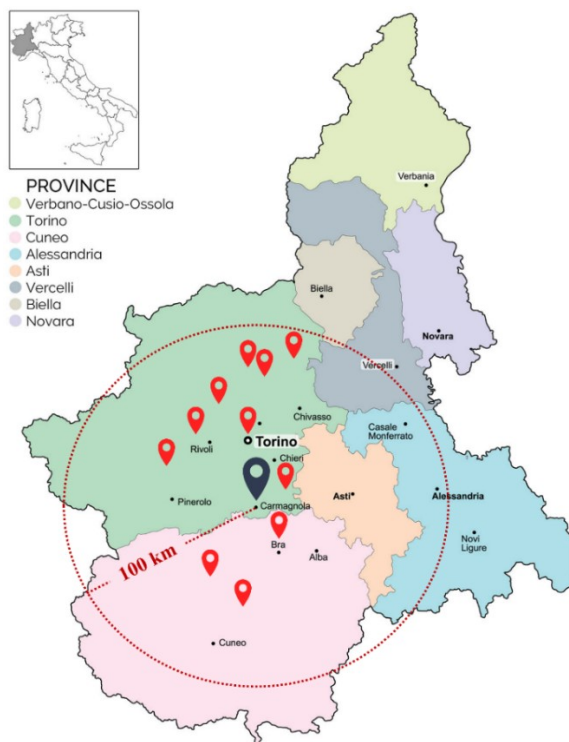 PROVINCE
Verbano-Cusio-Ossola
Torino
Cuneo
Alessandria
Asti
Vercelli
Biella
Novara
Verbania
Biella
Novara
Vercelli
Chivasso
Casale
Monferrato
Rivoli
Torino
Chieri
Pinerolo
Carmagnola
Asti
Alessandria
Novi
Ligure
Bra
Alba
100 km
Cuneo